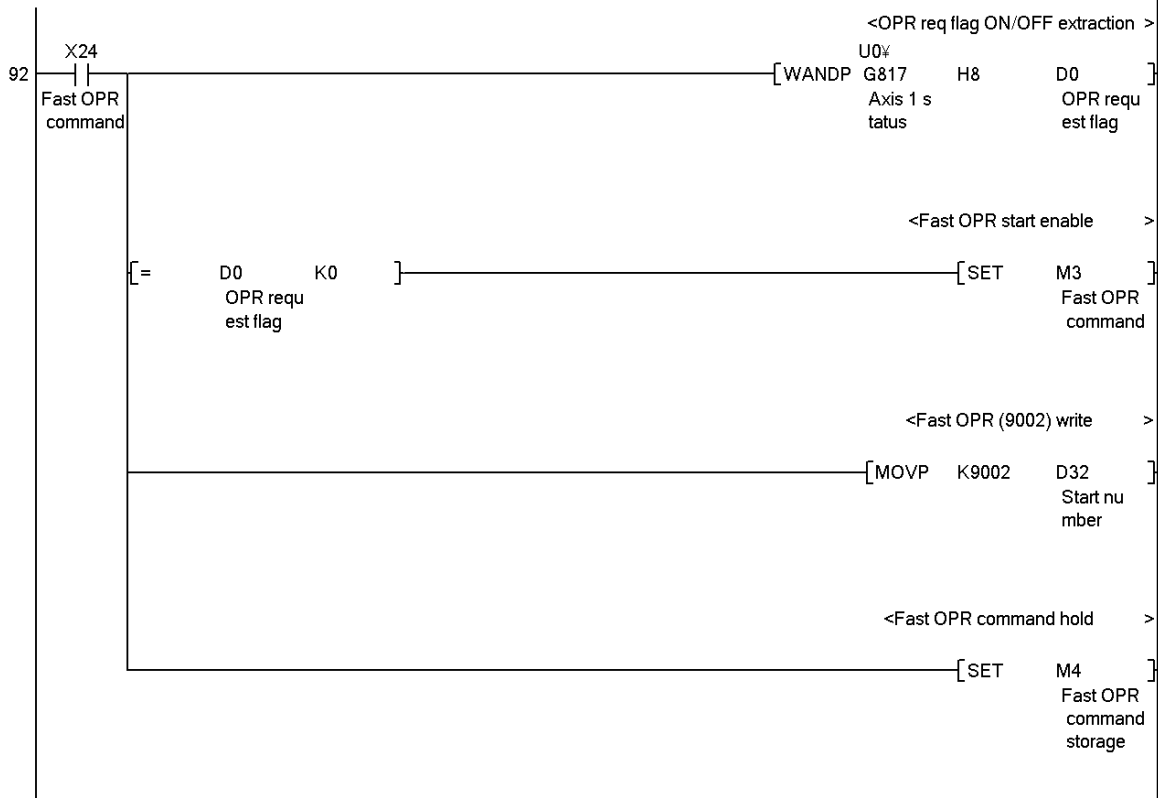 <OPR req flag ON/OFF extraction >
X24
U0¥
92
[WANDP G817 H8 D0 ]
Fast OPR
command
Axis 1 s
tatus
OPR requ
est flag
<Fast OPR start enable >
[= D0 K0 ]
OPR requ
est flag
[SET M3 ]
Fast OPR
command
<Fast OPR (9002) write >
[MOVP K9002 D32 ]
Start nu
mber
<Fast OPR command hold >
[SET M4 ]
Fast OPR
command
storage